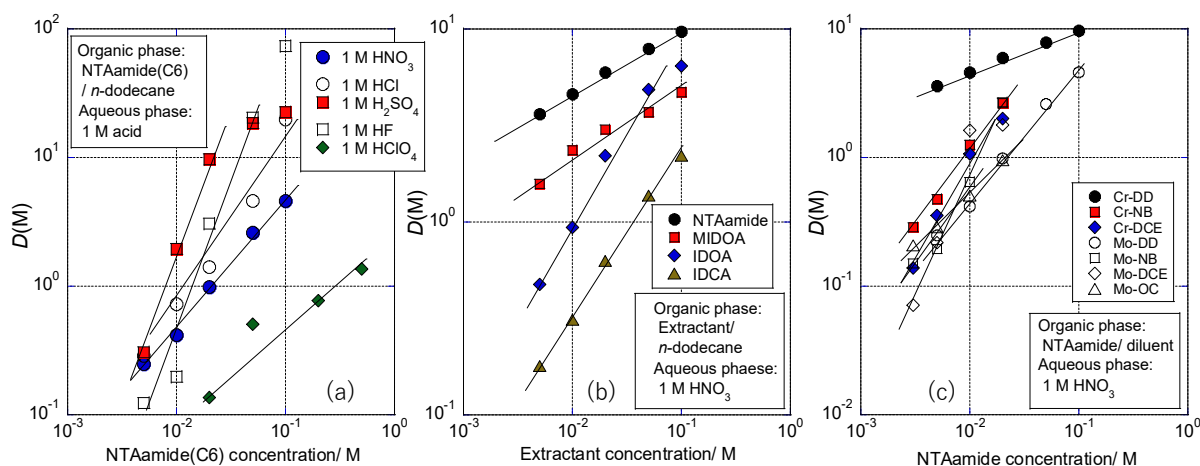 10²
10¹
10⁰
10⁻¹
D(M)
Organic phase:
NTAamide(C6)
/ n-dodecane
Aqueous phase:
1 M acid
1 M HNO₃
1 M HCl
1 M H₂SO₄
1 M HF
1 M HClO₄
(a)
10⁻³
10⁻²
10⁻¹
10⁰
NTAamide(C6) concentration/ M
10¹
10⁰
10⁻¹
D(M)
NTAamide
MIDOA
IDOA
IDCA
Organic phase:
Extractant/
n-dodecane
Aqueous phaese:
1 M HNO₃
(b)
10⁻³
10⁻²
10⁻¹
10⁰
Extractant concentration/ M
10¹
10⁰
10⁻¹
10⁻²
D(M)
Cr-DD
Cr-NB
Cr-DCE
Mo-DD
Mo-NB
Mo-DCE
Mo-OC
Organic phase:
NTAamide/ diluent
Aqueous phase:
1 M HNO₃
(c)
10⁻³
10⁻²
10⁻¹
10⁰
NTAamide concentration/ M